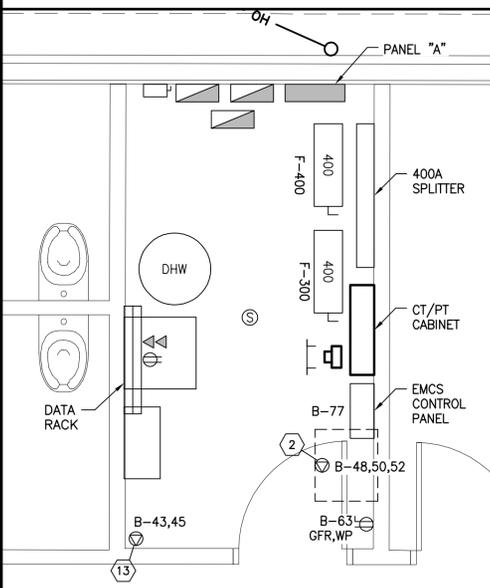 OH
PANEL "A"
400
F-400
400A
SPLITTER
400
F-300
DHW
S
CT/PT
CABINET
EMCS
CONTROL
PANEL
DATA
RACK
B-77
2
B-48,50,52
B-43,45
B-63
GFR,WP
13